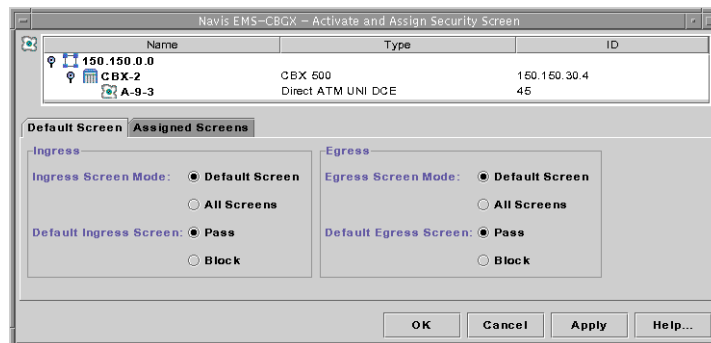 Navis EMS-CBGX – Activate and Assign Security Screen
Name Type ID
150.150.0.0
CBX-2 CBX 500 150.150.30.4
A-9-3 Direct ATM UNI DCE 45
Default Screen Assigned Screens
Ingress Egress
Ingress Screen Mode: Default Screen Egress Screen Mode: Default Screen
All Screens All Screens
Default Ingress Screen: Pass Default Egress Screen: Pass
Block Block
OK Cancel Apply Help...